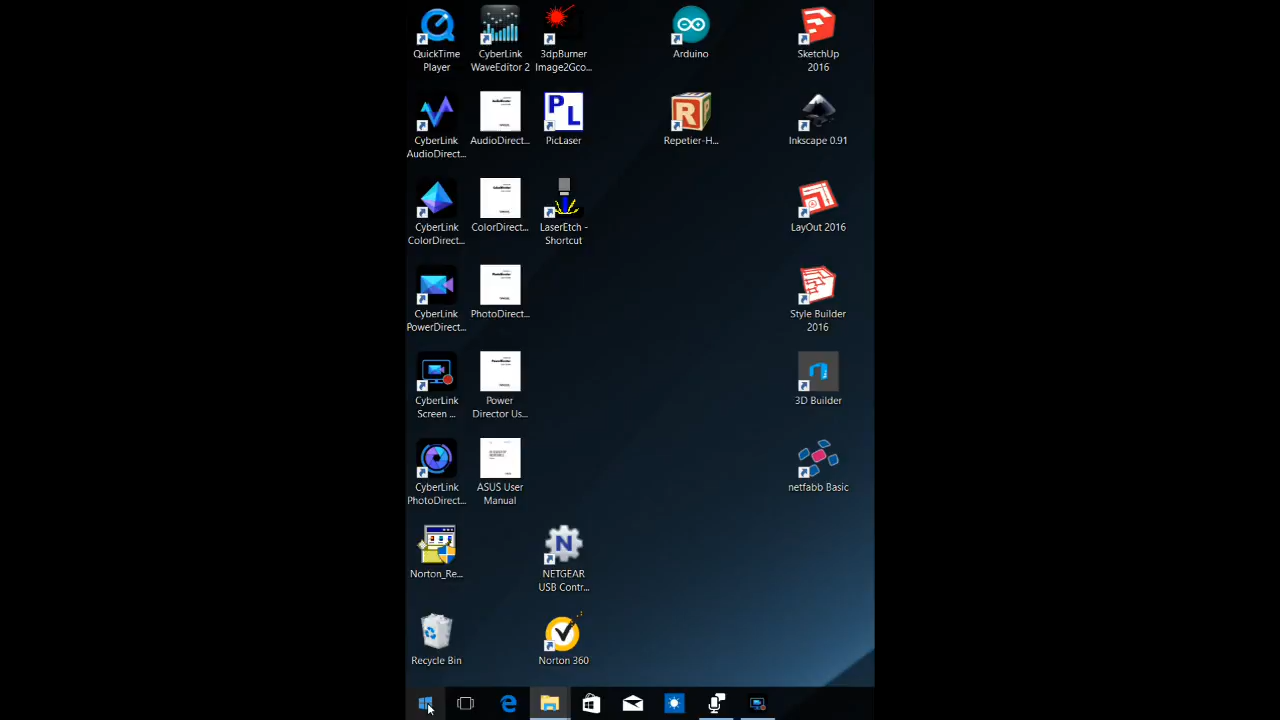 QuickTime
Player
CyberLink
WaveEditor 2
3dpBurner
Image2Gco...
Arduino
SketchUp
2016
CyberLink
AudioDirect...
AudioDirect...
PL
PicLaser
R
Repetier-H...
Inkscape 0.91
CyberLink
ColorDirect...
ColorDirect...
LaserEtch -
Shortcut
LayOut 2016
CyberLink
PowerDirect...
PhotoDirect...
Style Builder
2016
CyberLink
Screen ...
Power
Director Us...
3D Builder
CyberLink
PhotoDirect...
ASUS User
Manual
netfabb Basic
Norton_Re...
N
NETGEAR
USB Contr...
Recycle Bin
Norton 360